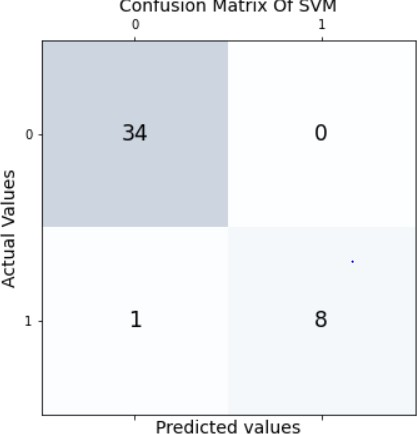 Confusion Matrix Of SVM
0 1
0 34 0
Actual Values
1 1 8
Predicted values